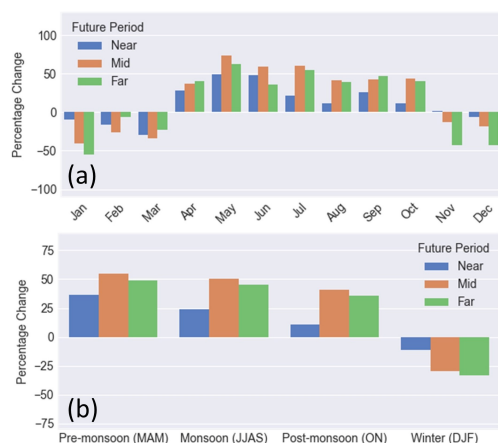 Future Period
Near
Mid
Far
Percentage Change
100
50
0
−50
−100
(a)
Jan Feb Mar Apr May Jun Jul Aug Sep Oct Nov Dec
Future Period
Near
Mid
Far
Percentage Change
75
50
25
0
−25
−50
−75
(b)
Pre-monsoon (MAM) Monsoon (JJAS) Post-monsoon (ON) Winter (DJF)